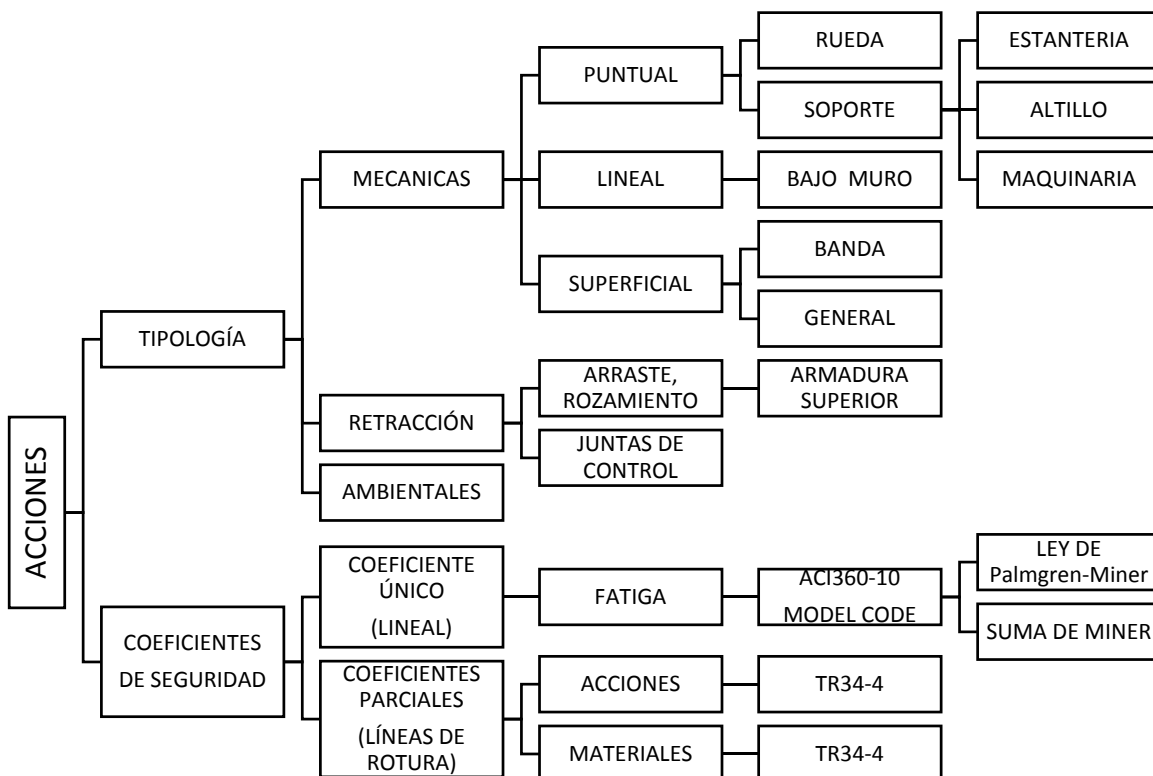 ACCIONES
TIPOLOGÍA
MECANICAS
PUNTUAL
RUEDA
SOPORTE
ESTANTERIA
ALTILLO
MAQUINARIA
LINEAL
BAJO MURO
SUPERFICIAL
BANDA
GENERAL
RETRACCIÓN
ARRASTE,
ROZAMIENTO
ARMADURA
SUPERIOR
JUNTAS DE
CONTROL
AMBIENTALES
COEFICIENTES
DE SEGURIDAD
COEFICIENTE
ÚNICO
(LINEAL)
FATIGA
ACI360-10
MODEL CODE
LEY DE
Palmgren-Miner
SUMA DE MINER
COEFICIENTES
PARCIALES
(LÍNEAS DE
ROTURA)
ACCIONES
TR34-4
MATERIALES
TR34-4